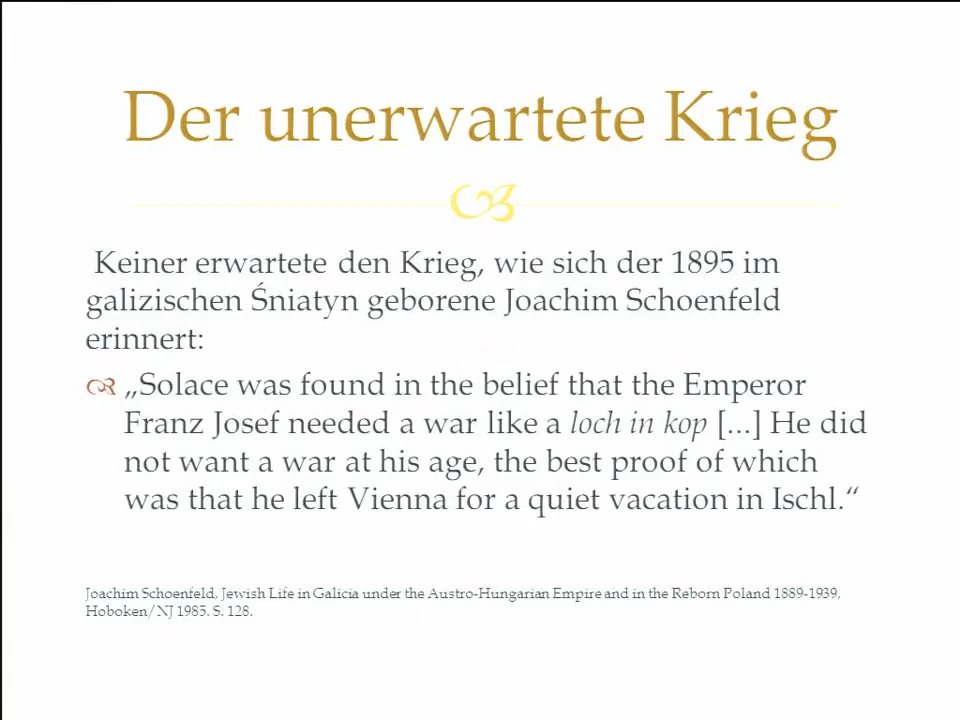 Der unerwartete Krieg
Keiner erwartete den Krieg, wie sich der 1895 im
galizischen Śniatyn geborene Joachim Schoenfeld
erinnert:
„Solace was found in the belief that the Emperor
Franz Josef needed a war like a loch in kop [...] He did
not want a war at his age, the best proof of which
was that he left Vienna for a quiet vacation in Ischl.“
Joachim Schoenfeld, Jewish Life in Galicia under the Austro-Hungarian Empire and in the Reborn Poland 1889-1939,
Hoboken/NJ 1985. S. 128.